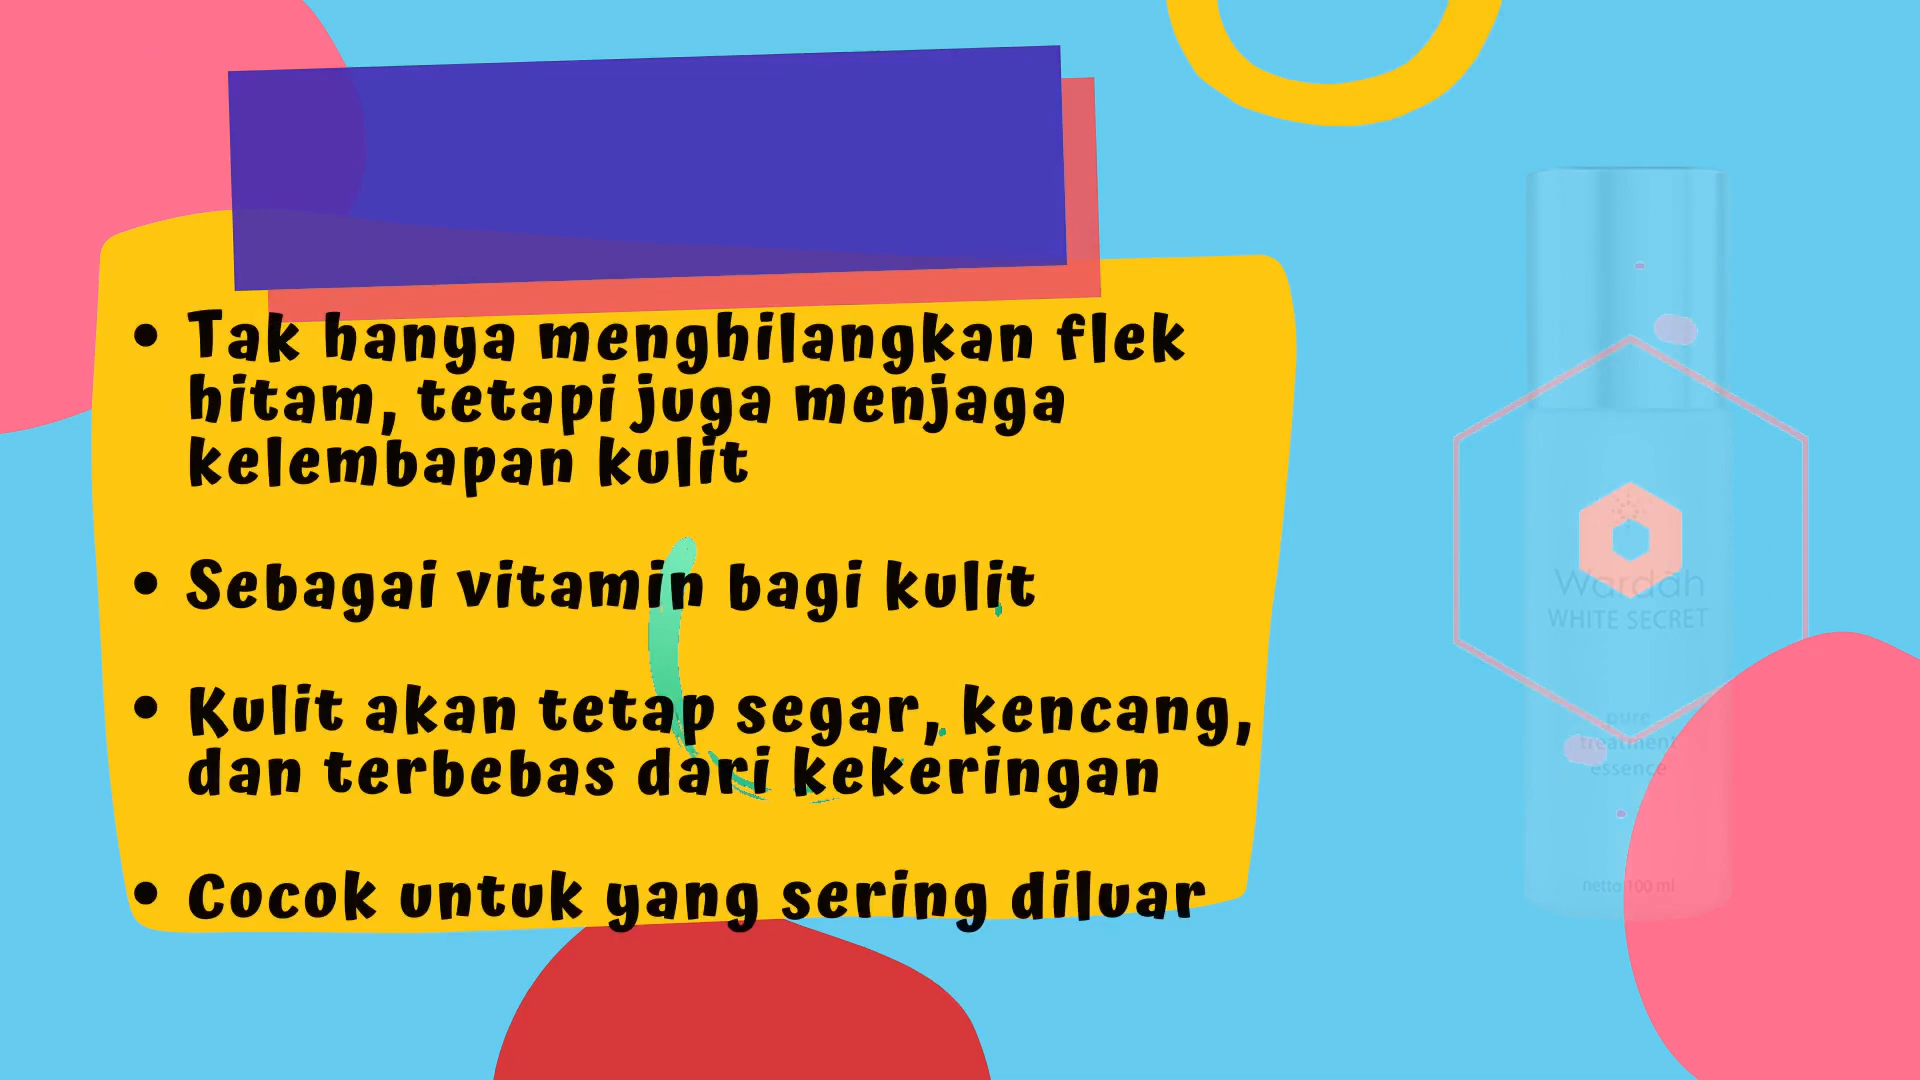 • Tak hanya menghilangkan flek
hitam, tetapi juga menjaga
kelembapan kulit
• Sebagai vitamin bagi kulit
• Kulit akan tetap segar, kencang,
dan terbebas dari kekeringan
• Cocok untuk yang sering diluar
Wardah
WHITE SECRET
pure
treatment
essence
netto 100 ml